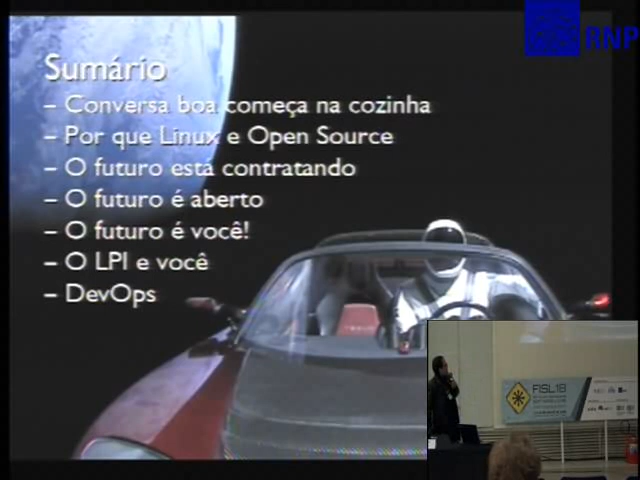 RNP
Sumário
– Conversa boa começa na cozinha
– Por que Linux e Open Source
– O futuro está contratando
– O futuro é aberto
– O futuro é você!
– O LPI e você
– DevOps
FISL18